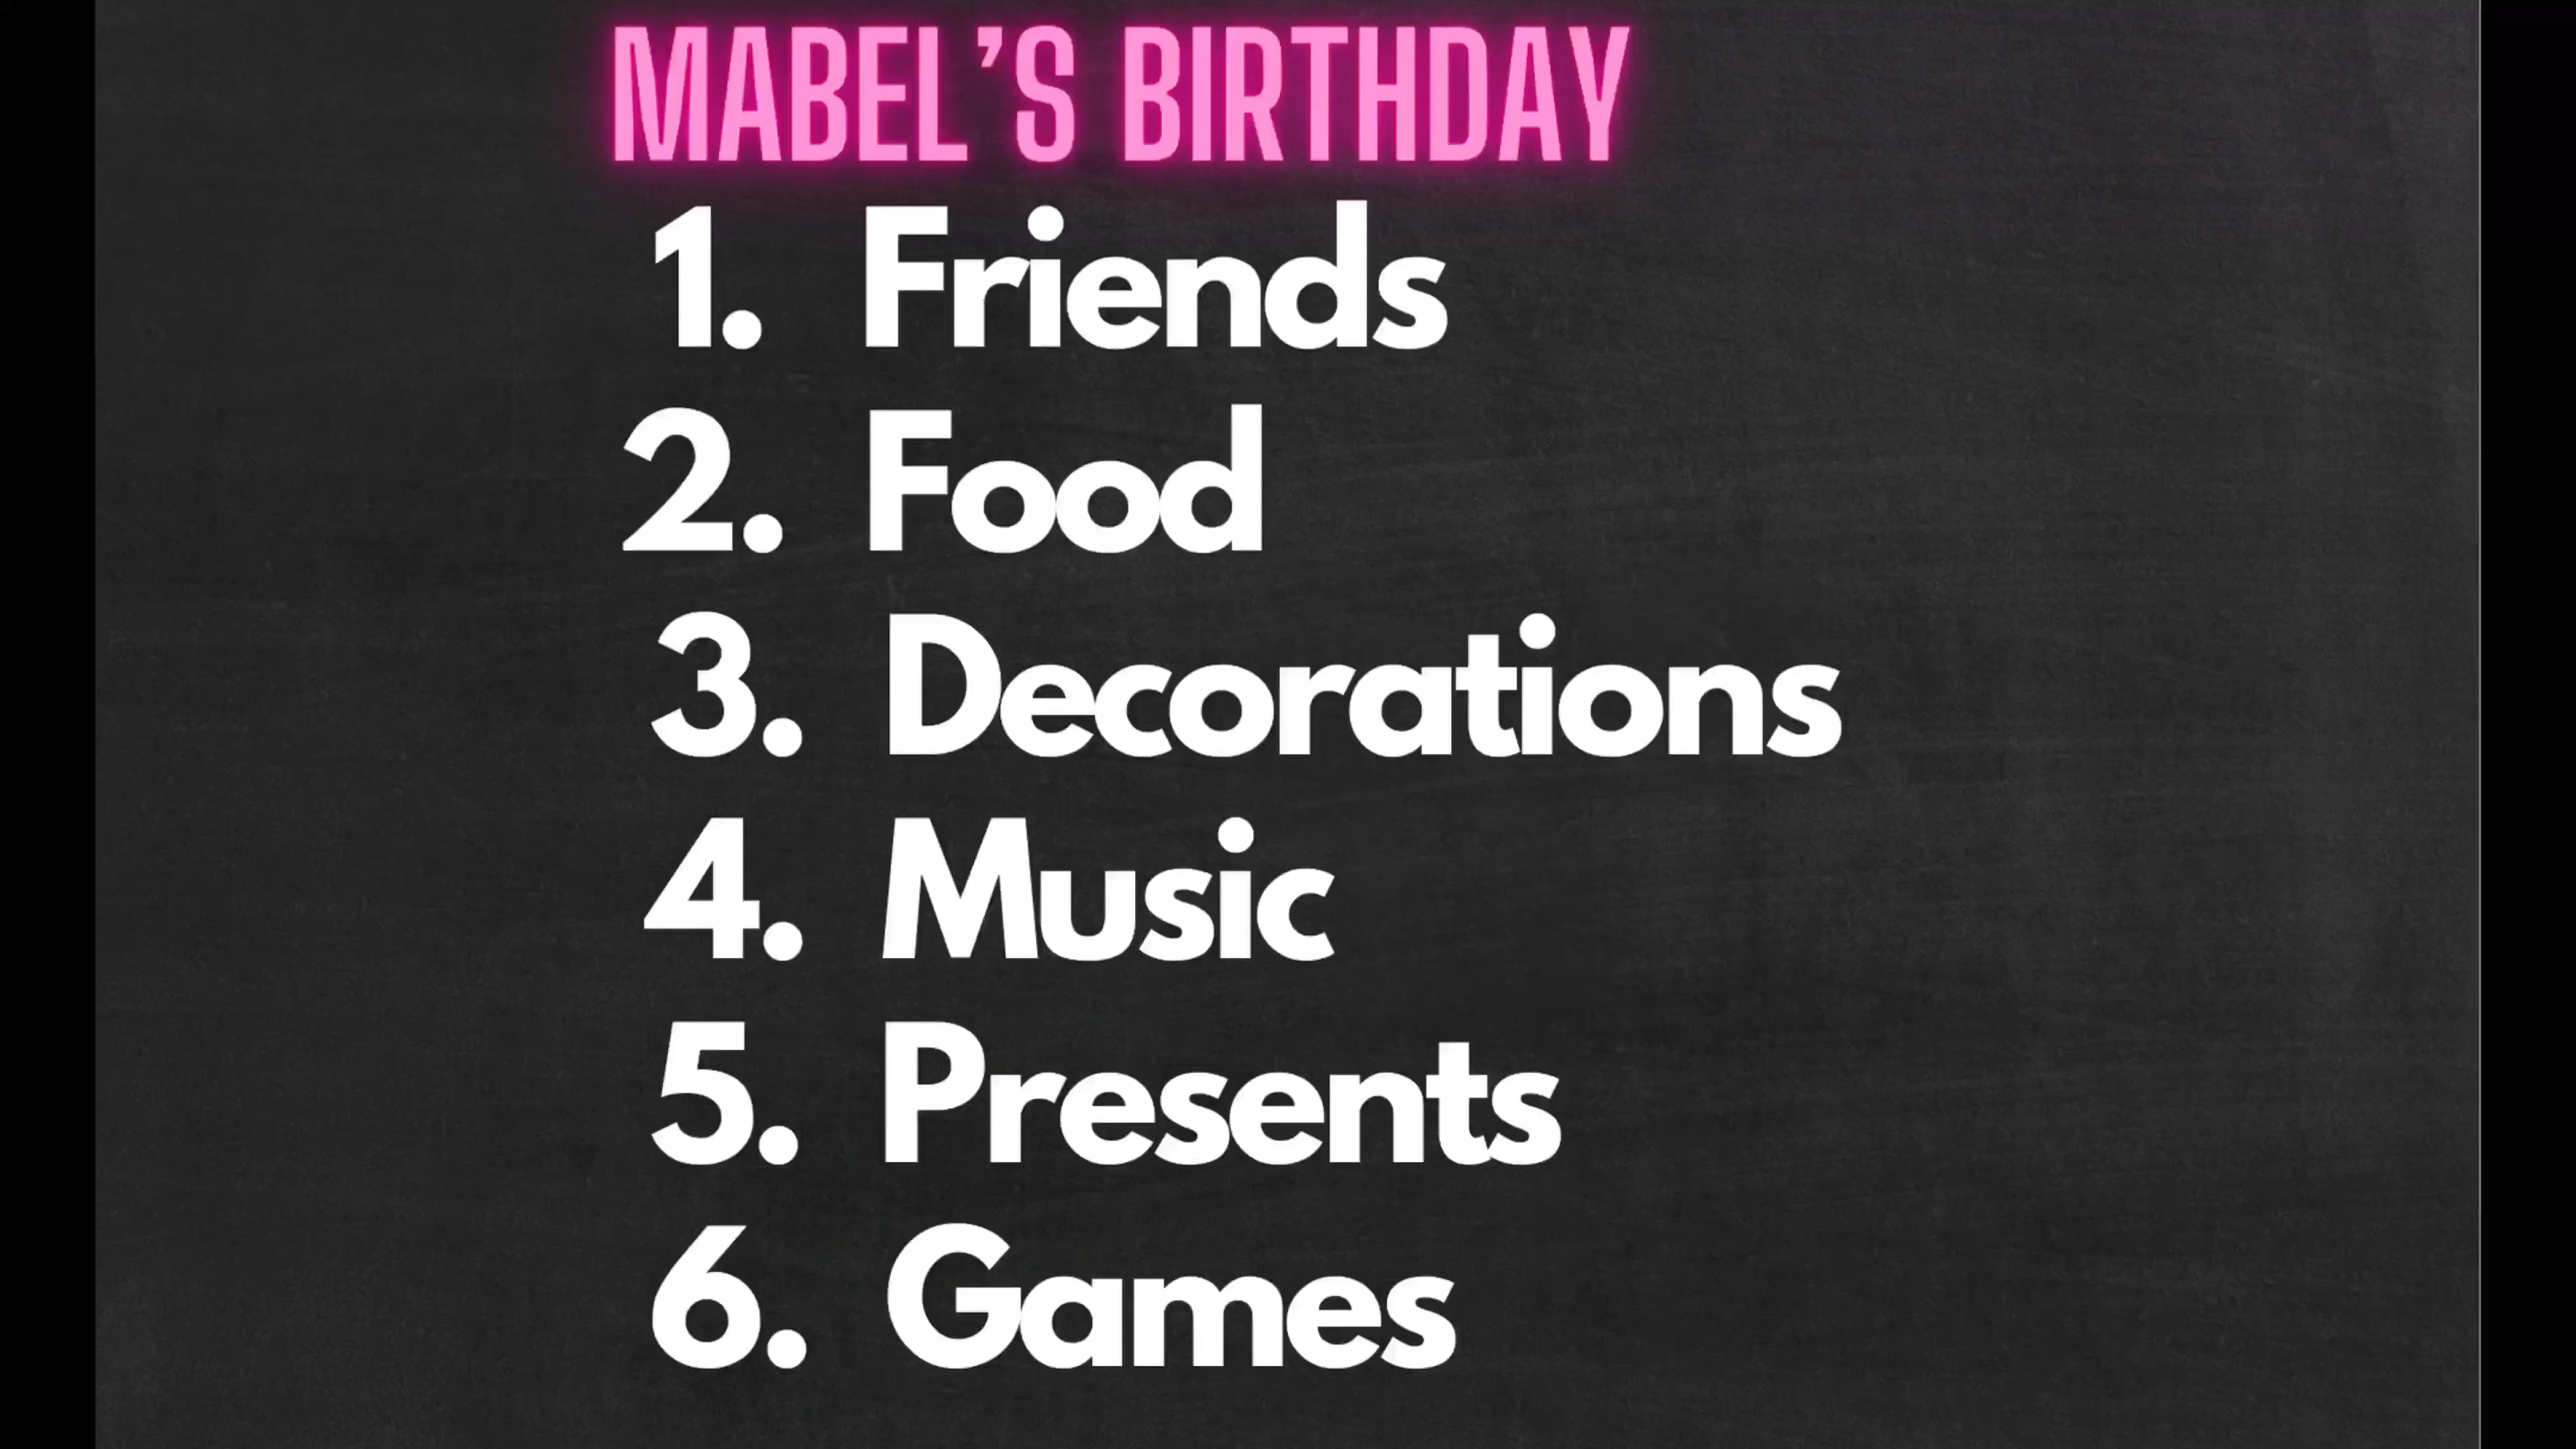 MABEL’S BIRTHDAY
1. Friends
2. Food
3. Decorations
4. Music
5. Presents
6. Games